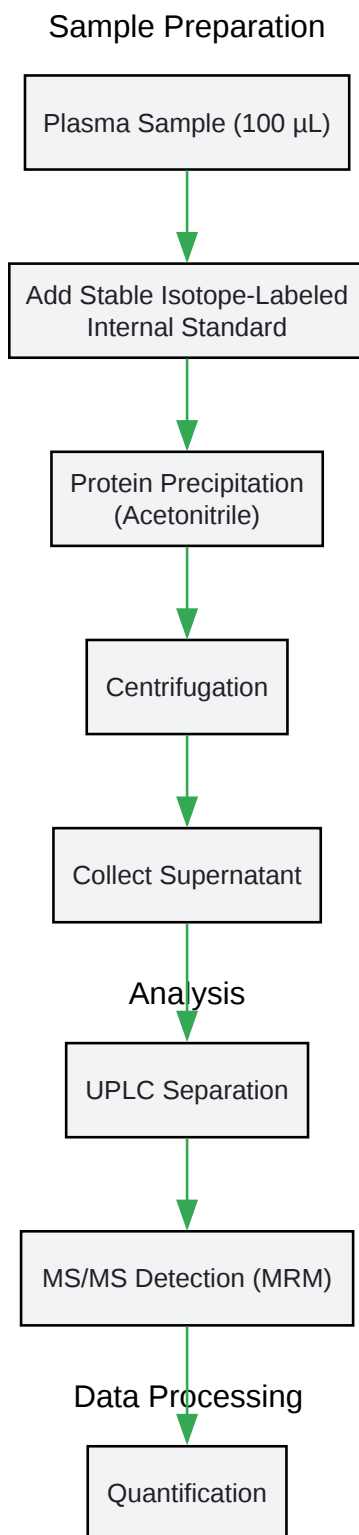 Sample Preparation
Plasma Sample (100 µL)
Add Stable Isotope-Labeled
Internal Standard
Protein Precipitation
(Acetonitrile)
Centrifugation
Collect Supernatant
Analysis
UPLC Separation
MS/MS Detection (MRM)
Data Processing
Quantification